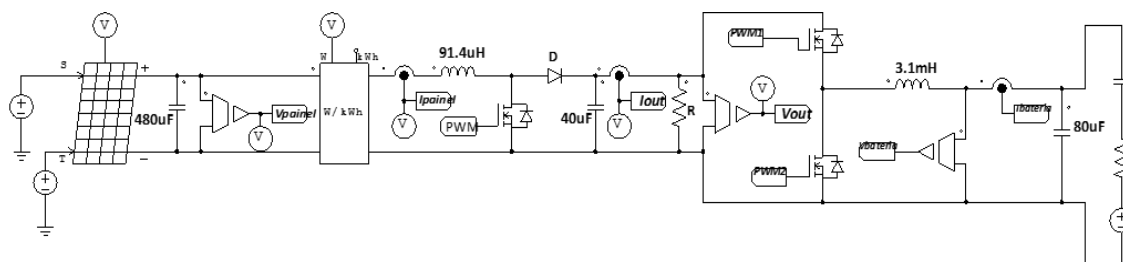 V
S
T
+
−
480uF
Vpainel
V
V
W
kWh
W/kWh
Ipainel
V
91.4uH
PWM
D
40uF
Iout
V
R
V
Vout
PWM1
PWM2
3.1mH
Ibateria
Vbateria
80uF